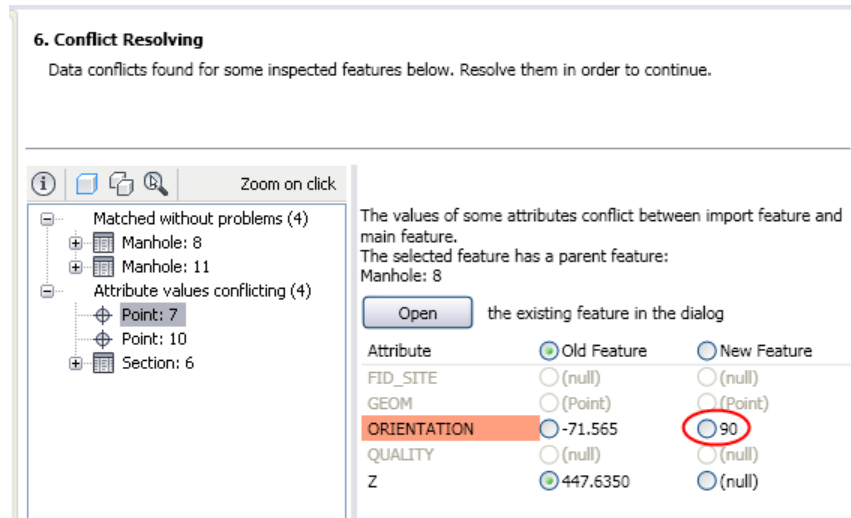 6. Conflict Resolving
Data conflicts found for some inspected features below. Resolve them in order to continue.
Zoom on click
Matched without problems (4)
Manhole: 8
Manhole: 11
Attribute values conflicting (4)
Point: 7
Point: 10
Section: 6
The values of some attributes conflict between import feature and
main feature.
The selected feature has a parent feature:
Manhole: 8
Open the existing feature in the dialog
Attribute Old Feature New Feature
FID_SITE (null) (null)
GEOM (Point) (Point)
ORIENTATION -71.565 90
QUALITY (null) (null)
Z 447.6350 (null)